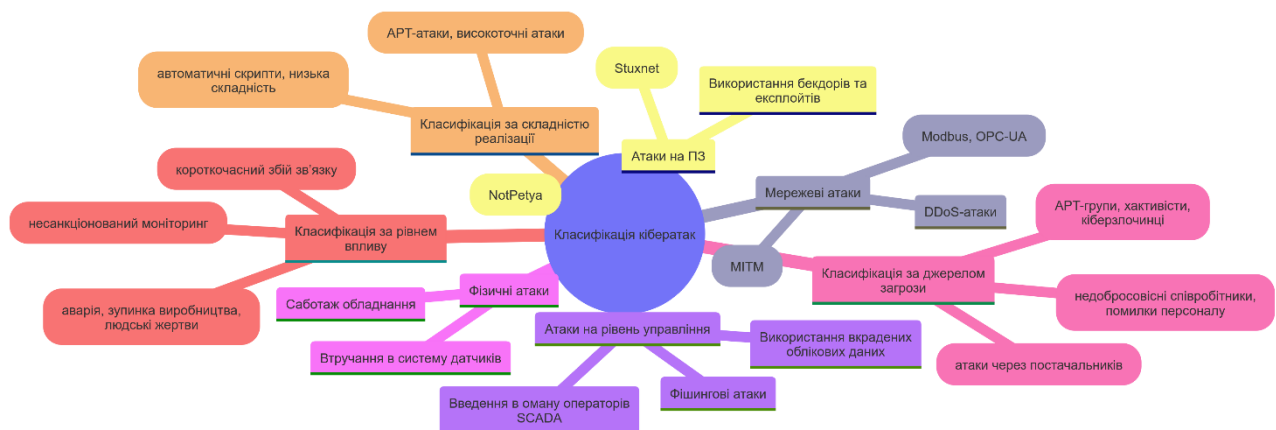 АРТ-атаки, високоточні атаки
автоматичні скрипти, низька
складність
Класифікація за складністю
реалізації
Stuxnet
Використання бекдорів та
експлойтів
Атаки на ПЗ
NotPetya
Modbus, OPC-UA
Мережеві атаки
DDoS-атаки
MITM
короткочасний збій зв'язку
несанкціонований моніторинг
Класифікація за рівнем
впливу
аварія, зупинка виробництва,
людські жертви
Класифікація кібератак
АРТ-групи, хактивісти,
кіберзлочинці
Класифікація за джерелом
загрози
недобросовісні співробітники,
помилки персоналу
атаки через постачальників
Фізичні атаки
Саботаж обладнання
Втручання в систему датчиків
Атаки на рівень управління
Використання вкрадених
облікових даних
Фішингові атаки
Введення в оману операторів
SCADA